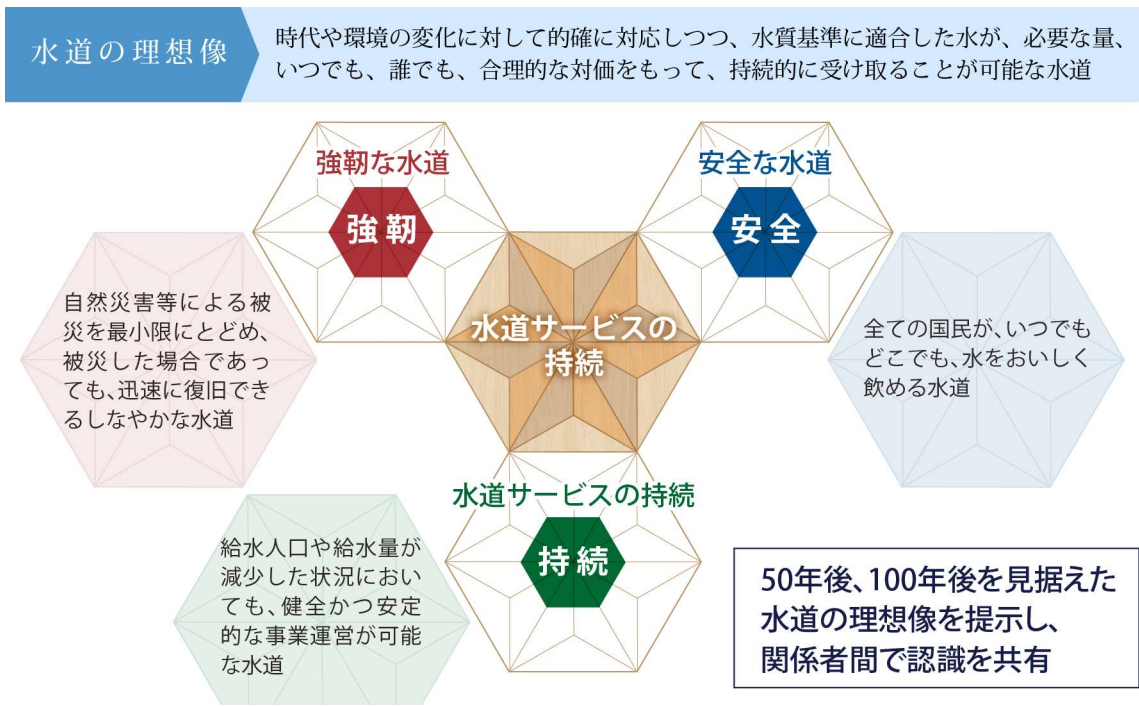 水道の理想像
時代や環境の変化に対して的確に対応しつつ、水質基準に適合した水が、必要な量、
いつでも、誰でも、合理的な対価をもって、持続的に受け取ることが可能な水道
強靭な水道
強靭
安全な水道
安全
自然災害等による被
災を最小限にとどめ、
被災した場合であっ
ても、迅速に復旧でき
るしなやかな水道
水道サービスの
持続
全ての国民が、いつでも
どこでも、水をおいしく
飲める水道
水道サービスの持続
持続
給水人口や給水量が
減少した状況におい
ても、健全かつ安定
的な事業運営が可能
な水道
50年後、100年後を見据えた
水道の理想像を提示し、
関係者間で認識を共有